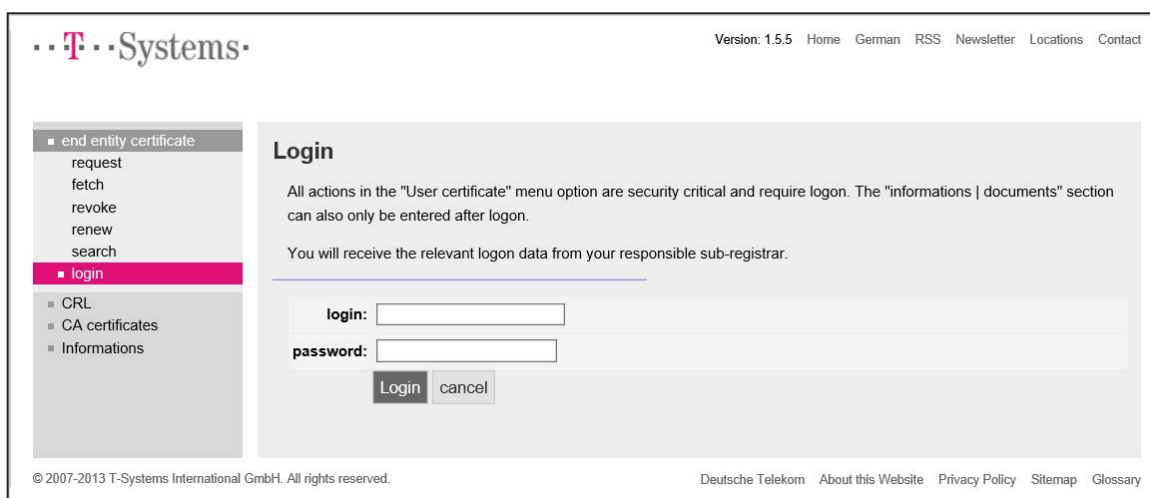 ··T··Systems·
Version: 1.5.5 Home German RSS Newsletter Locations Contact
end entity certificate
request
fetch
revoke
renew
search
login
CRL
CA certificates
Informations
Login
All actions in the "User certificate" menu option are security critical and require logon. The "informations | documents" section
can also only be entered after logon.
You will receive the relevant logon data from your responsible sub-registrar.
login:
password:
Login cancel
© 2007-2013 T-Systems International GmbH. All rights reserved.
Deutsche Telekom About this Website Privacy Policy Sitemap Glossary